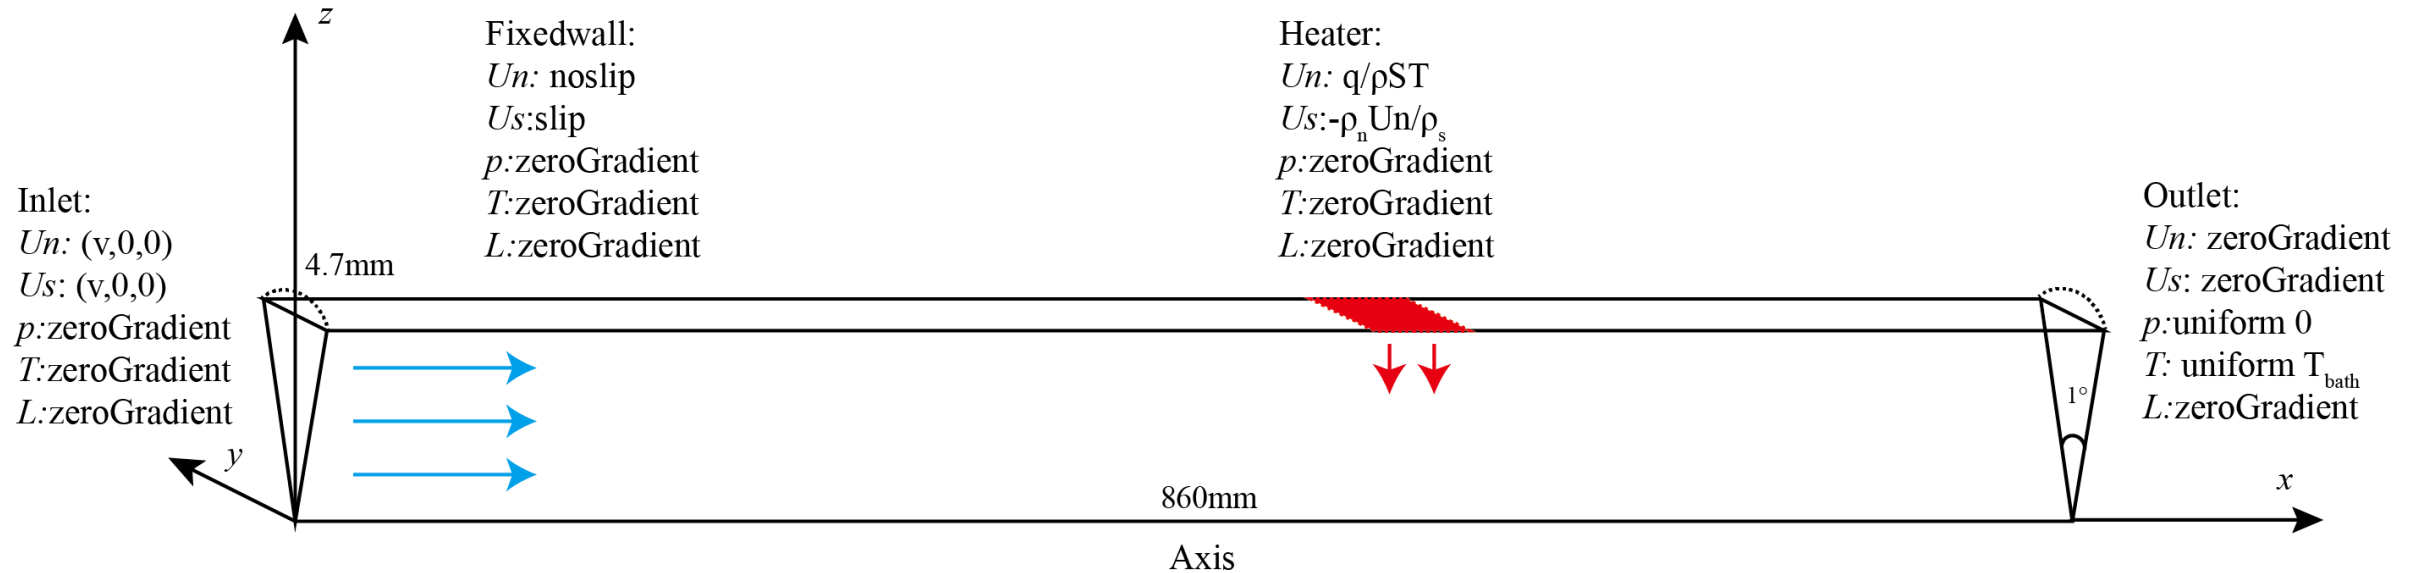 z
Fixedwall:
Un: noslip
Us:slip
p:zeroGradient
T:zeroGradient
L:zeroGradient
Heater:
Un: q/ρST
Us:-ρnUn/ρs
p:zeroGradient
T:zeroGradient
L:zeroGradient
Inlet:
Un: (v,0,0)
Us: (v,0,0)
p:zeroGradient
T:zeroGradient
L:zeroGradient
Outlet:
Un: zeroGradient
Us: zeroGradient
p:uniform 0
T: uniform Tbath
L:zeroGradient
4.7mm
1°
y
860mm
x
Axis